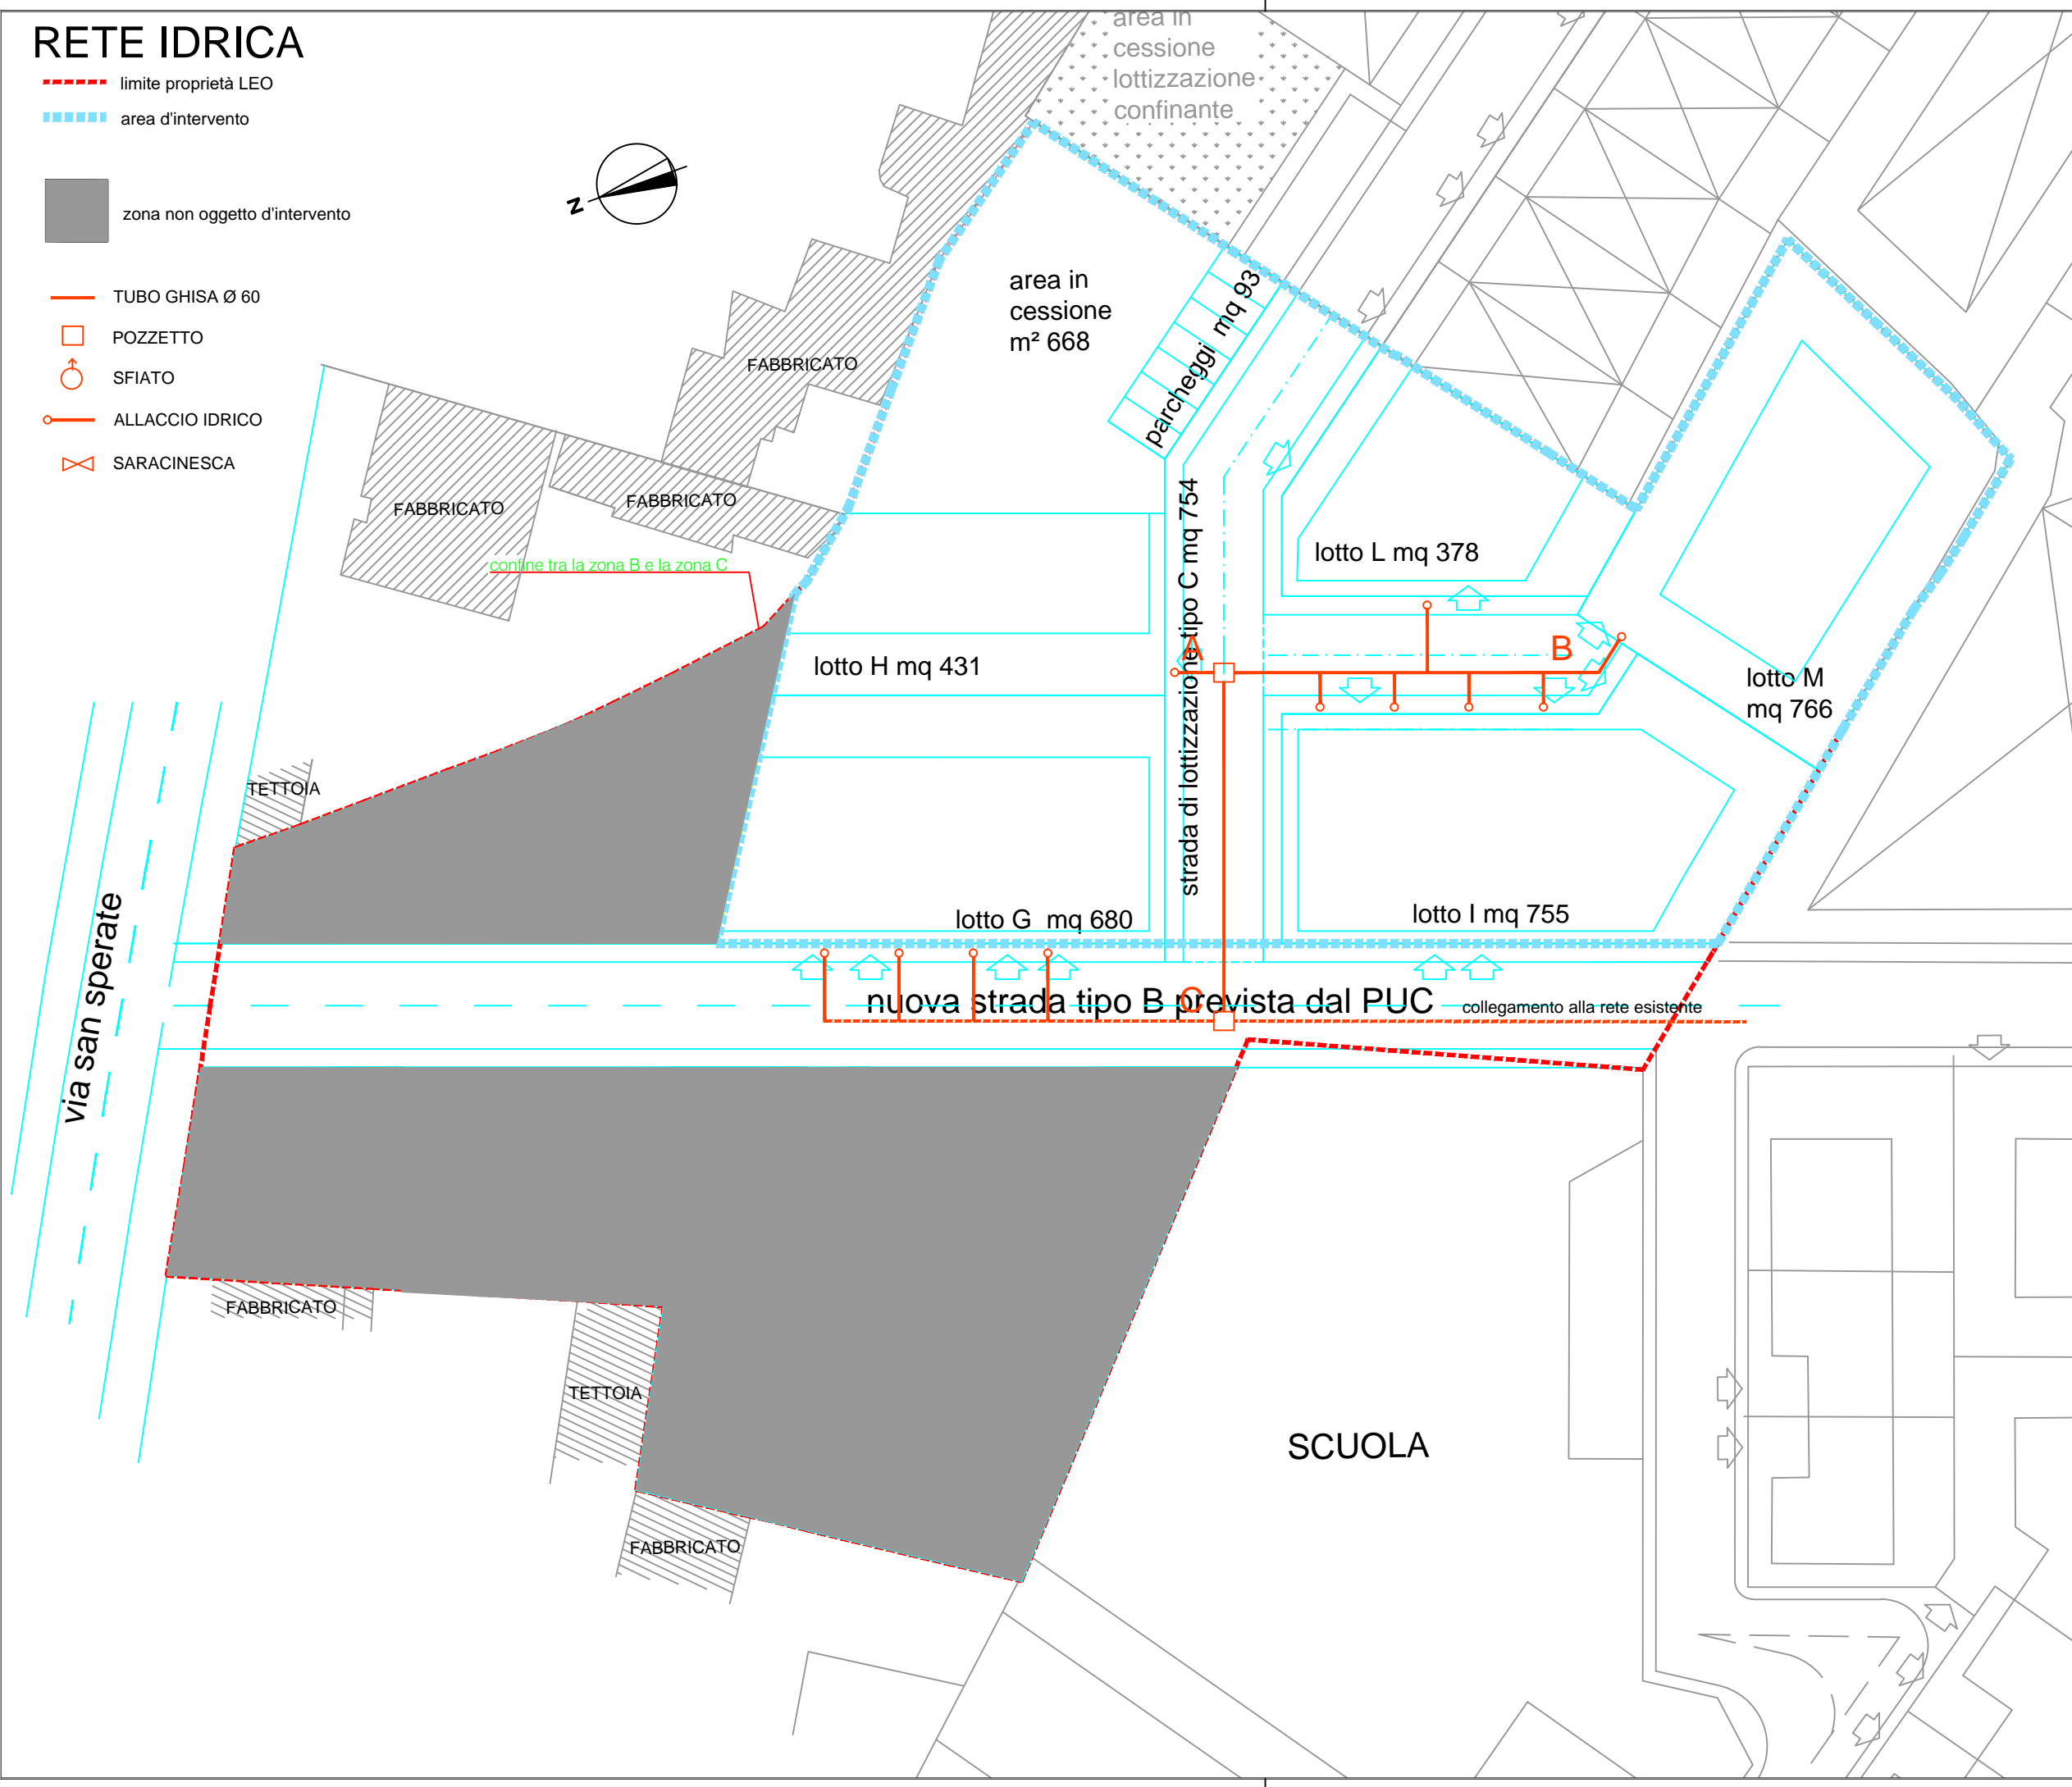 RETE IDRICA
limite proprietà LEO
area d'intervento
zona non oggetto d'intervento
TUBO GHISA Ø 60
POZZETTO
SFIATO
ALLACCIO IDRICO
SARACINESCA
N
area in
cessione
lottizzazione
confinante
area in
cessione
m² 668
parcheggi mq 93
FABBRICATO
FABBRICATO
FABBRICATO
confine tra la zona B e la zona C
strada di lottizzazione tipo C mq 754
lotto L mq 378
A
B
lotto H mq 431
lotto M
mq 766
TETTOIA
lotto G mq 680
lotto I mq 755
via san sperate
C
nuova strada tipo B prevista dal PUC
collegamento alla rete esistente
FABBRICATO
TETTOIA
SCUOLA
FABBRICATO